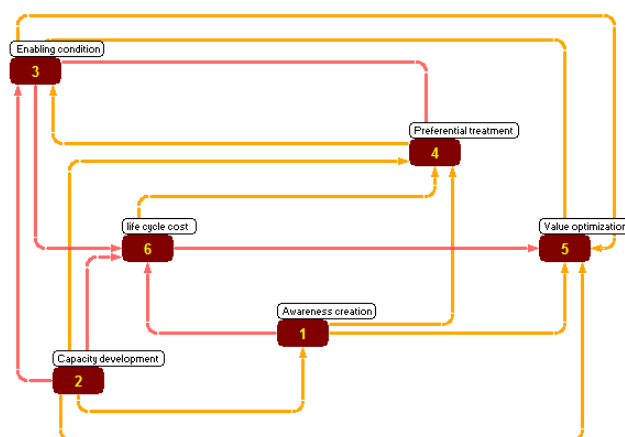 Enabling condition
3
Preferential treatment
4
life cycle cost
6
Value optimization
5
Awareness creation
1
Capacity development
2